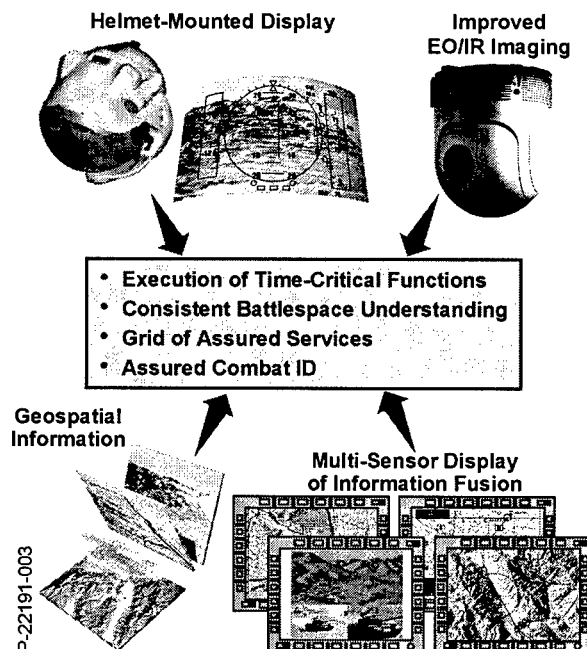 Helmet-Mounted Display
Improved
EO/IR Imaging
• Execution of Time-Critical Functions
• Consistent Battlespace Understanding
• Grid of Assured Services
• Assured Combat ID
Geospatial
Information
Multi-Sensor Display
of Information Fusion
P-22191-003